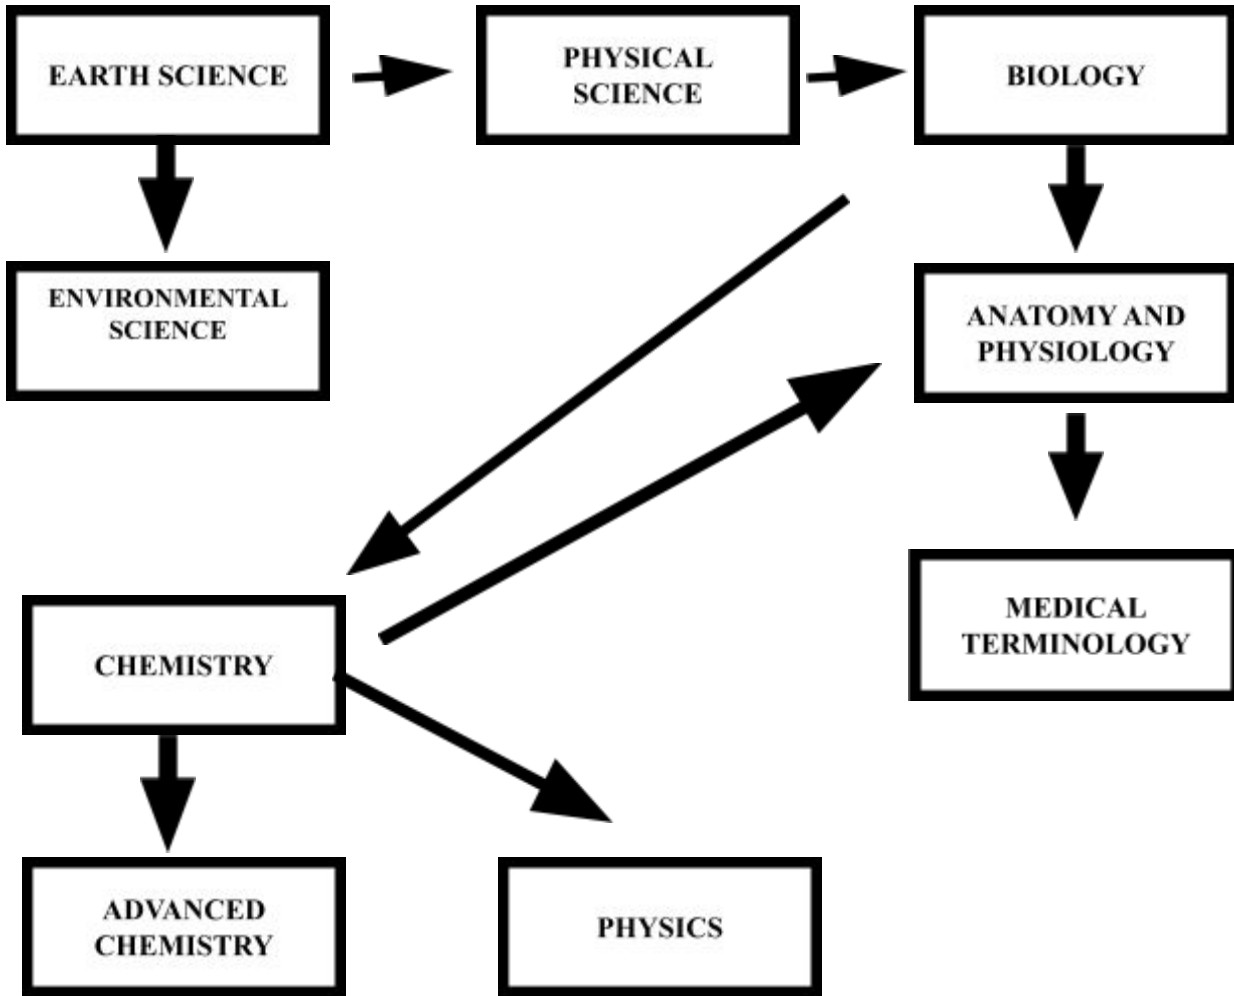 EARTH SCIENCE
PHYSICAL
SCIENCE
BIOLOGY
ENVIRONMENTAL
SCIENCE
ANATOMY AND
PHYSIOLOGY
MEDICAL
TERMINOLOGY
CHEMISTRY
ADVANCED
CHEMISTRY
PHYSICS